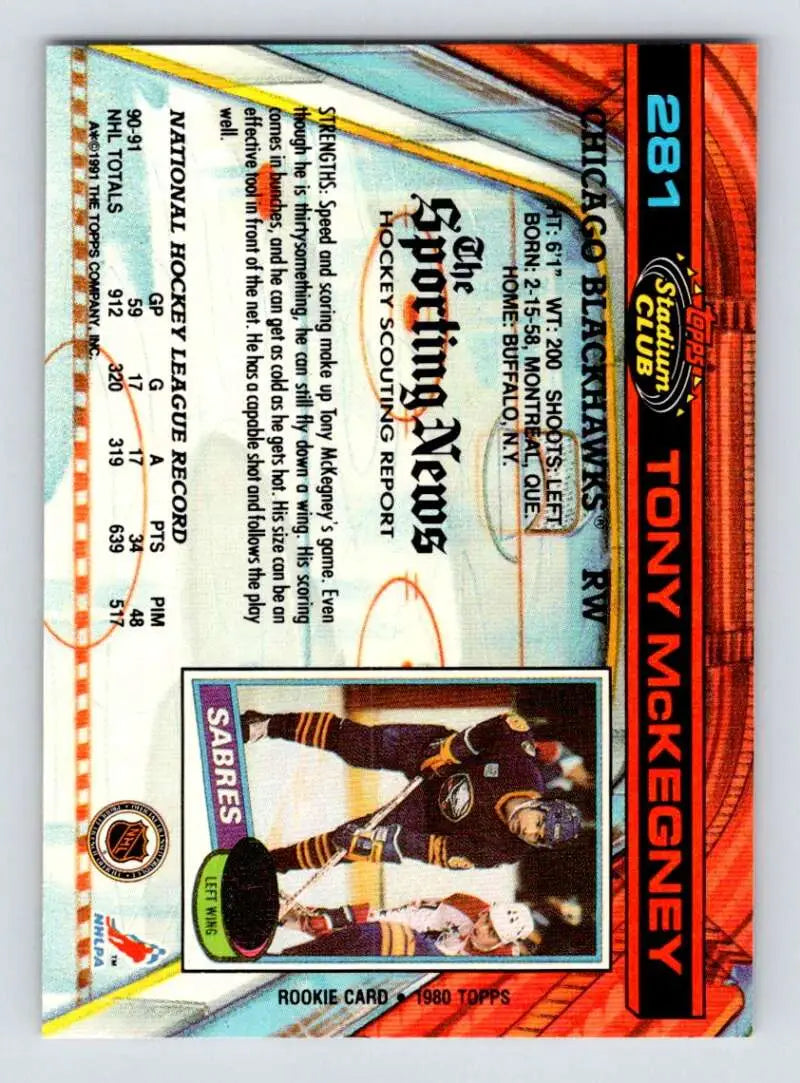 281
topps
Stadium
CLUB
TONY McKEGNEY
CHICAGO BLACKHAWKS® RW
HT: 6'1" WT: 200 SHOOTS: LEFT
BORN: 2-15-58, MONTREAL, QUE.
HOME: BUFFALO, N.Y.
The
Sporting News
HOCKEY SCOUTING REPORT
STRENGTHS: Speed and scoring make up Tony McKegney's game. Even
though he is thirtysomething, he can still fly down a wing. His scoring
comes in bunches, and he can get as cold as he gets hot. His size can be an
effective tool in front of the net. He has a capable shot and follows the play
well.
NATIONAL HOCKEY LEAGUE RECORD
GP G A PTS PIM
90-91 59 17 17 34 48
NHL TOTALS 912 320 319 639 517
A*©1991 THE TOPPS COMPANY, INC.
SABRES
LEFT WING
ROOKIE CARD • 1980 TOPPS
NHL
NHLPA
TM